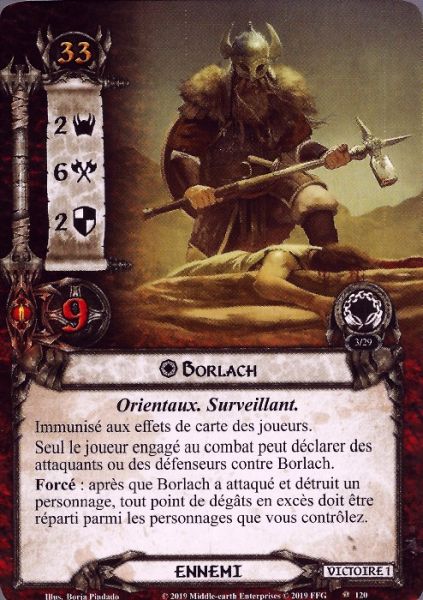 33
2
6
2
9
3/29
Borlach
Orientaux. Surveillant.
Immunisé aux effets de carte des joueurs.
Seul le joueur engagé au combat peut déclarer des
attaquants ou des défenseurs contre Borlach.
Forcé : après que Borlach a attaqué et détruit un
personnage, tout point de dégâts en excès doit être
réparti parmi les personnages que vous contrôlez.
ENNEMI
VICTOIRE 1
Illus. Borja Pindado
© 2019 Middle-earth Enterprises © 2019 FFG
120